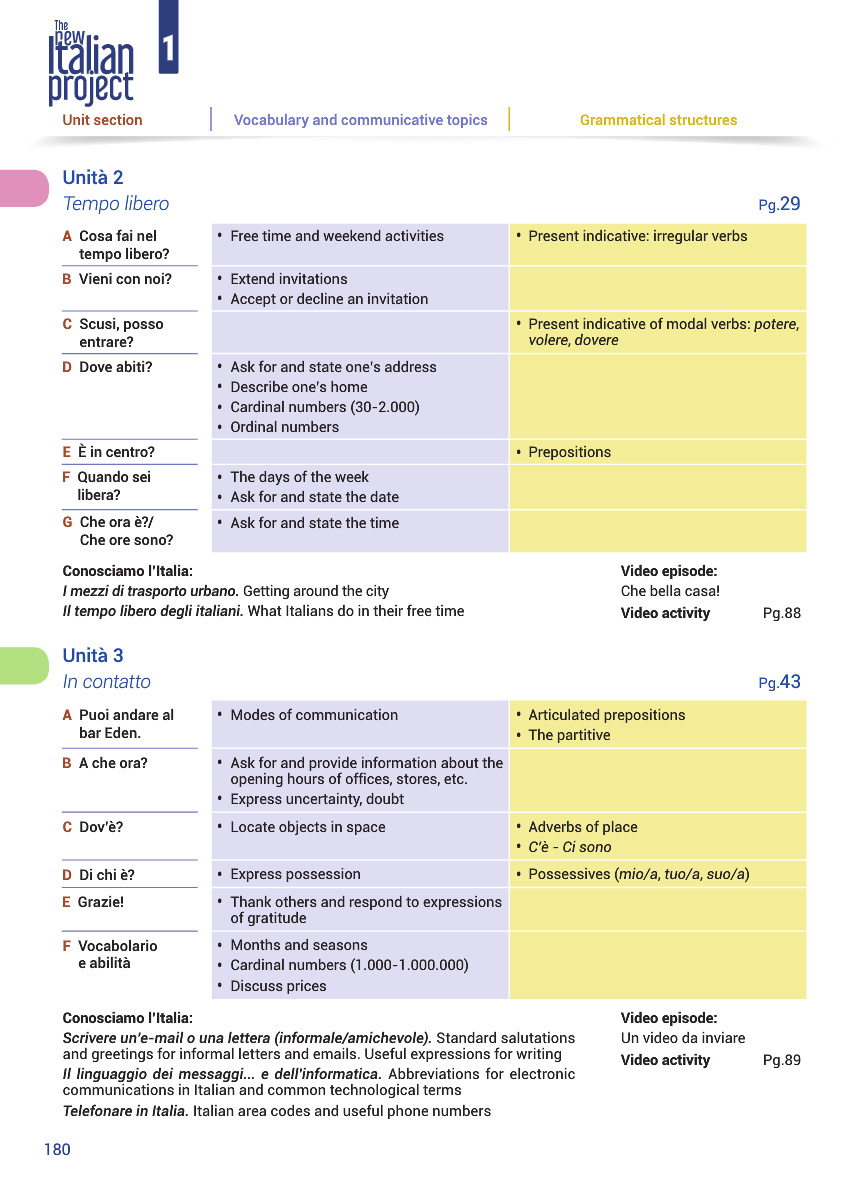 The
new
Italian
project
1
Unit section
Vocabulary and communicative topics
Grammatical structures
Unità 2
Tempo libero
Pg.29
A Cosa fai nel
tempo libero?
• Free time and weekend activities
• Present indicative: irregular verbs
B Vieni con noi?
• Extend invitations
• Accept or decline an invitation
C Scusi, posso
entrare?
• Present indicative of modal verbs: potere,
volere, dovere
D Dove abiti?
• Ask for and state one's address
• Describe one's home
• Cardinal numbers (30-2.000)
• Ordinal numbers
E È in centro?
• Prepositions
F Quando sei
libera?
• The days of the week
• Ask for and state the date
G Che ora è?/
Che ore sono?
• Ask for and state the time
Conosciamo l'Italia:
I mezzi di trasporto urbano. Getting around the city
Il tempo libero degli italiani. What Italians do in their free time
Video episode:
Che bella casa!
Video activity Pg.88
Unità 3
In contatto
Pg.43
A Puoi andare al
bar Eden.
• Modes of communication
• Articulated prepositions
• The partitive
B A che ora?
• Ask for and provide information about the
opening hours of offices, stores, etc.
• Express uncertainty, doubt
C Dov'è?
• Locate objects in space
• Adverbs of place
• C'è - Ci sono
D Di chi è?
• Express possession
• Possessives (mio/a, tuo/a, suo/a)
E Grazie!
• Thank others and respond to expressions
of gratitude
F Vocabolario
e abilità
• Months and seasons
• Cardinal numbers (1.000-1.000.000)
• Discuss prices
Conosciamo l'Italia:
Scrivere un'e-mail o una lettera (informale/amichevole). Standard salutations
and greetings for informal letters and emails. Useful expressions for writing
Il linguaggio dei messaggi... e dell'informatica. Abbreviations for electronic
communications in Italian and common technological terms
Telefonare in Italia. Italian area codes and useful phone numbers
Video episode:
Un video da inviare
Video activity Pg.89
180